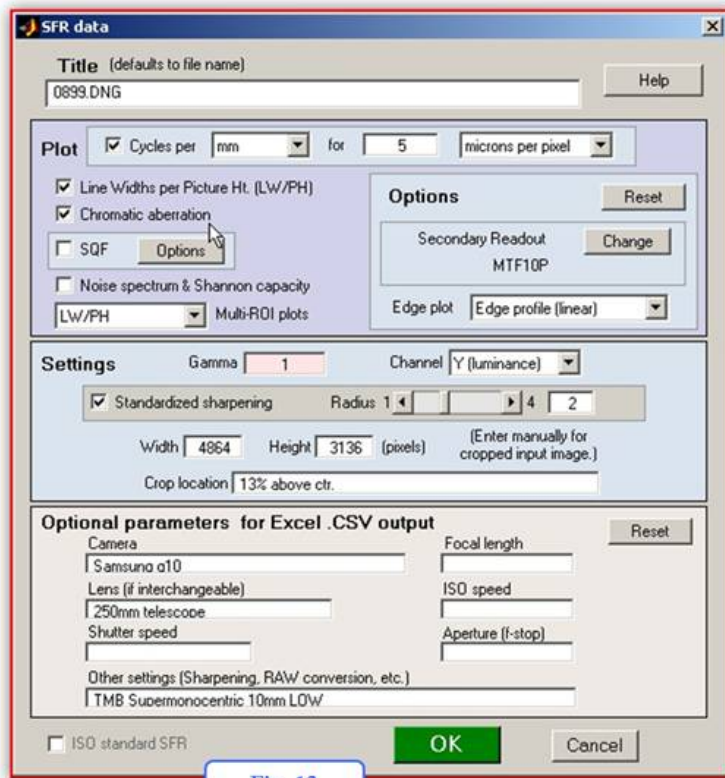 SFR data
Title (defaults to file name)
0899.DNG
Help
Plot
Cycles per mm for 5 microns per pixel
Line Widths per Picture Ht. (LW/PH)
Chromatic aberration
SQF Options
Noise spectrum & Shannon capacity
LW/PH Multi-ROI plots
Options Reset
Secondary Readout Change
MTF10P
Edge plot Edge profile (linear)
Settings Gamma 1 Channel Y (luminance)
Standardized sharpening Radius 1 4 2
Width 4864 Height 3136 (pixels) (Enter manually for
cropped input image.)
Crop location 13% above ctr.
Optional parameters for Excel .CSV output Reset
Camera Focal length
Samsung g10
Lens (if interchangeable) ISO speed
250mm telescope
Shutter speed Aperture (f-stop)
Other settings (Sharpening, RAW conversion, etc.)
TMB Supermonocentric 10mm LOW
ISO standard SFR OK Cancel